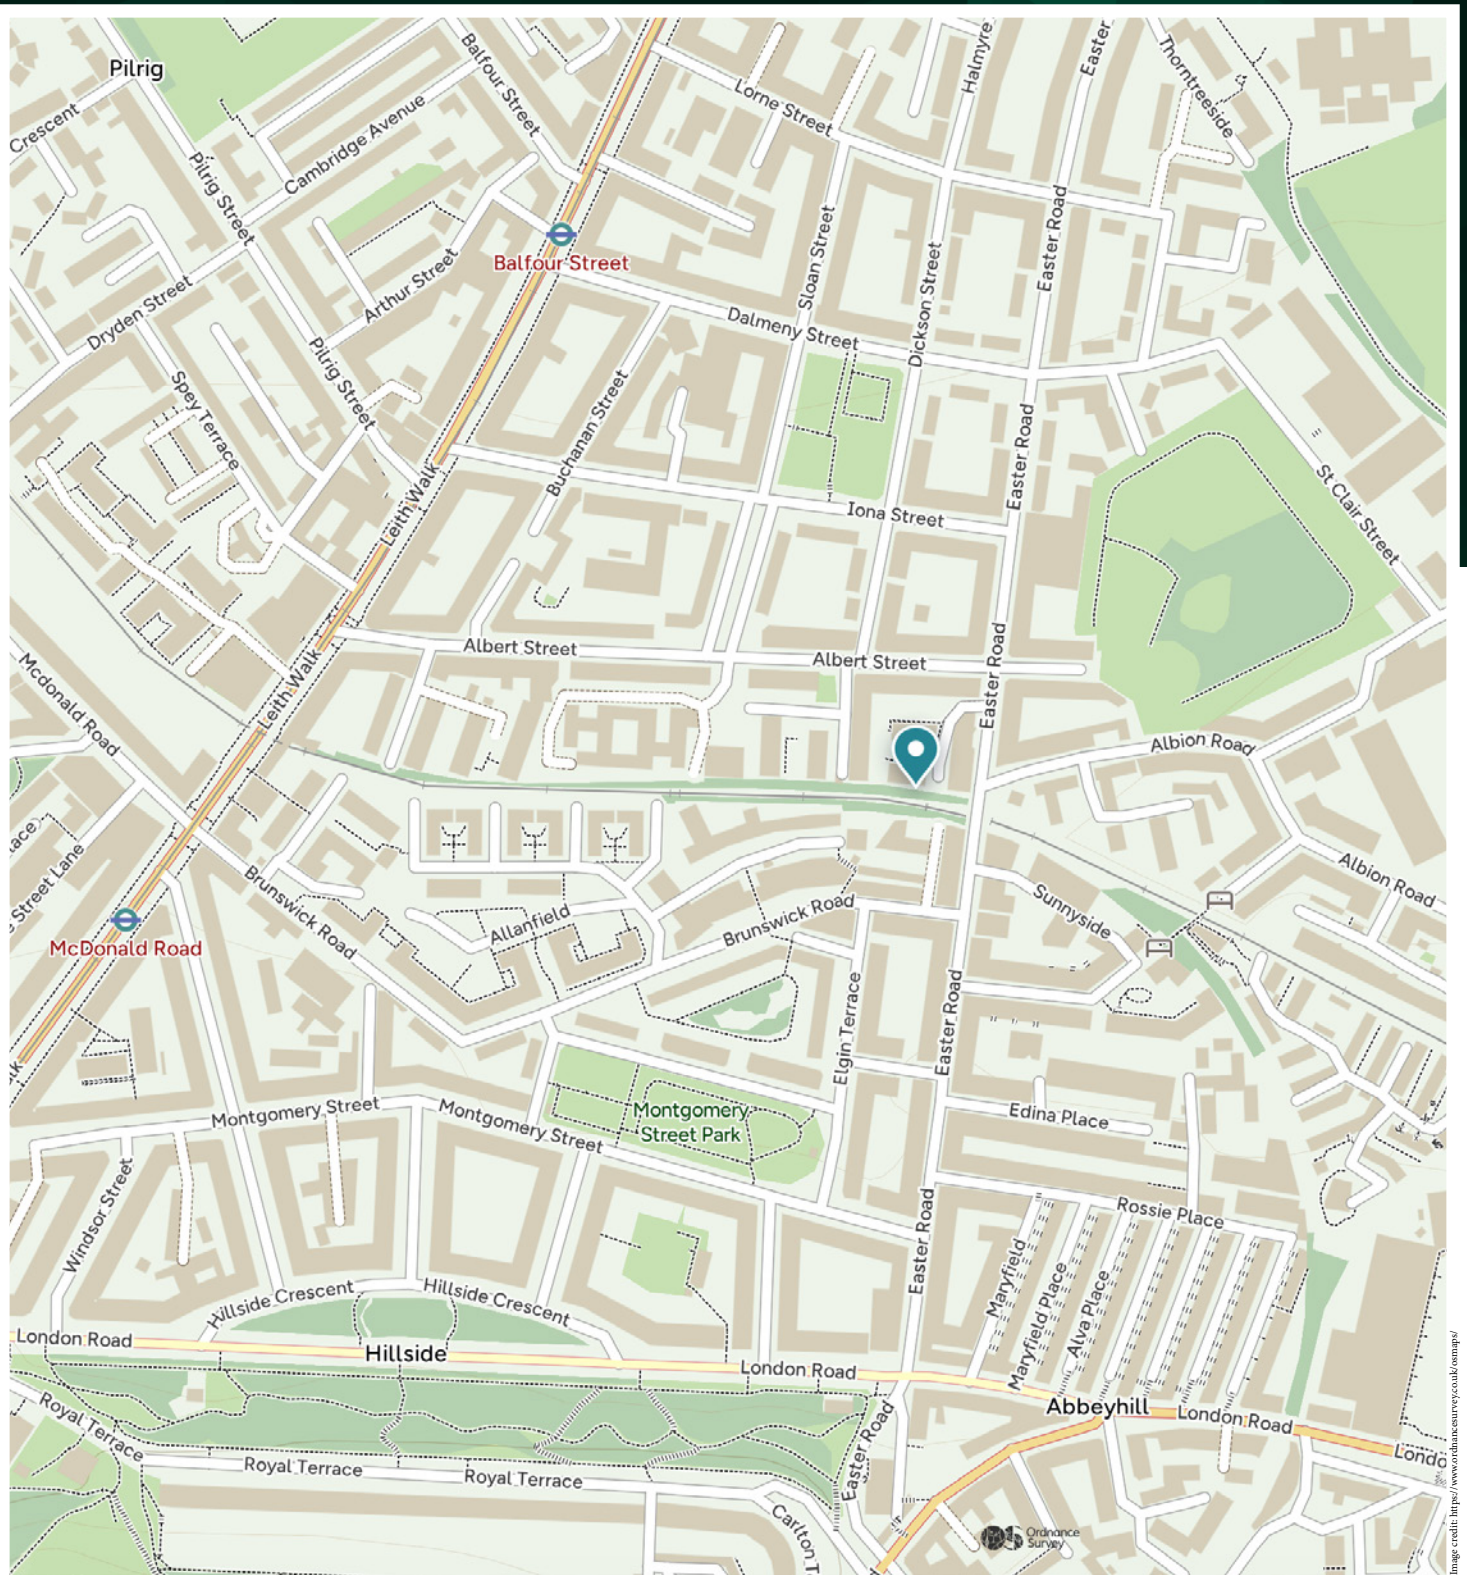 Pilrig
Crescent
Balfour Street
Cambridge Avenue
Pilrig Street
Lorne Street
Halmyre
Easter
Thorntreeside
Balfour Street
Arthur Street
Dryden Street
Pilrig Street
Spey Terrace
Sloan Street
Dickson Street
Easter Road
Dalmeny Street
Buchanan Street
Leith Walk
Iona Street
Easter Road
St Clair Street
Albert Street
Albert Street
Easter Road
Leith Walk
Mcdonald Road
Albion Road
Albion Road
lace
Street Lane
Brunswick Road
McDonald Road
Allanfield
Brunswick Road
Sunnyside
Elgin Terrace
Easter Road
lk
Montgomery Street
Montgomery Street
Montgomery
Street Park
Edina Place
Windsor Street
Rossie Place
Easter Road
Maryfield
Maryfield Place
Alva Place
Hillside Crescent
Hillside Crescent
London Road
Hillside
London Road
Abbeyhill
London Road
Londo
Royal Terrace
Royal Terrace
Royal Terrace
Easter Road
Carlton T
OS
Ordnance
Survey
Image credit: https://www.ordnancesurvey.co.uk/osmaps/